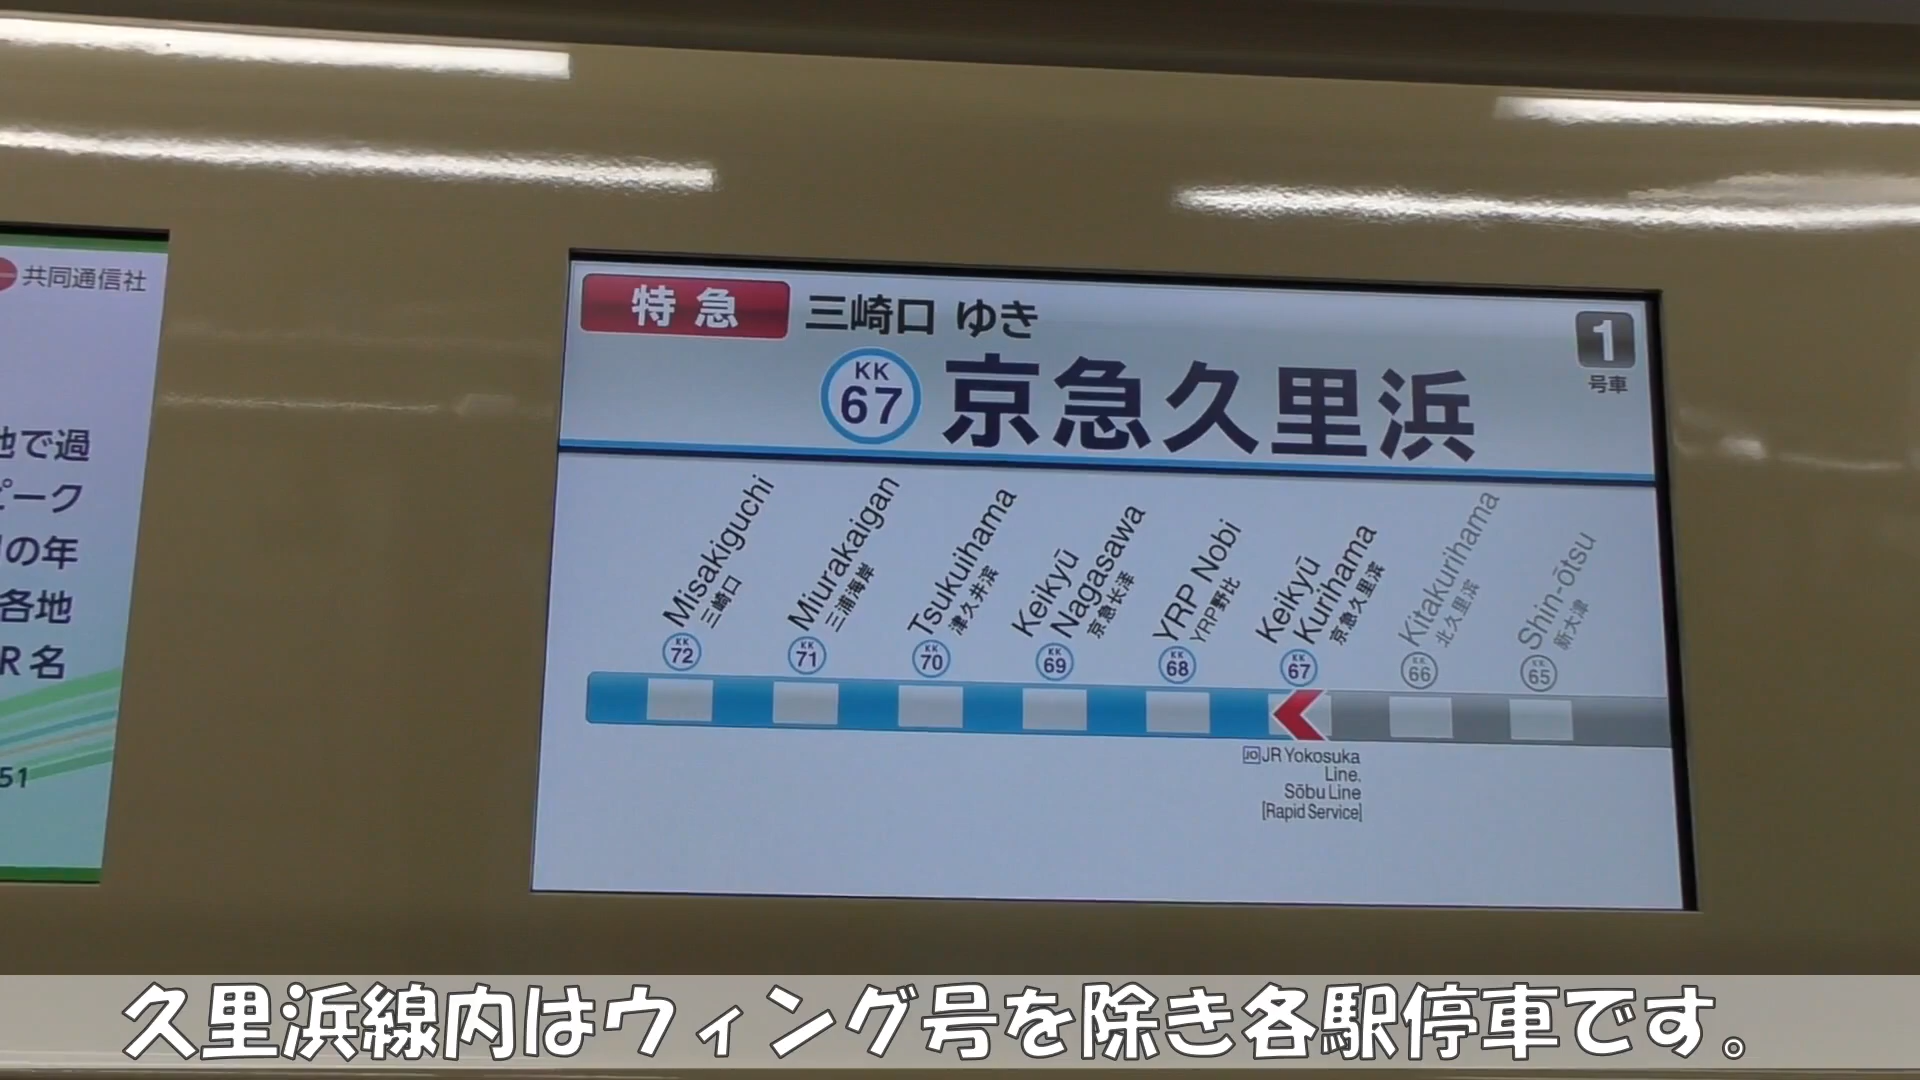 共同通信社
地で過
ピーク
の年
各地
R名
51
特急 三崎口 ゆき
1
号車
KK
67
京急久里浜
Misakiguchi
三崎口
Miurakaigan
三浦海岸
Tsukuihama
津久井滨
Keikyū
Nagasawa
京急长泽
YRP Nobi
YRP野比
Keikyū
Kurihama
京急久里滨
Kitakurihama
北久里滨
Shin-ōtsu
新大津
KK
72
KK
71
KK
70
KK
69
KK
68
KK
67
KK
66
KK
65
JO JR Yokosuka
Line,
Sōbu Line
[Rapid Service]
久里浜線内はウィング号を除き各駅停車です。